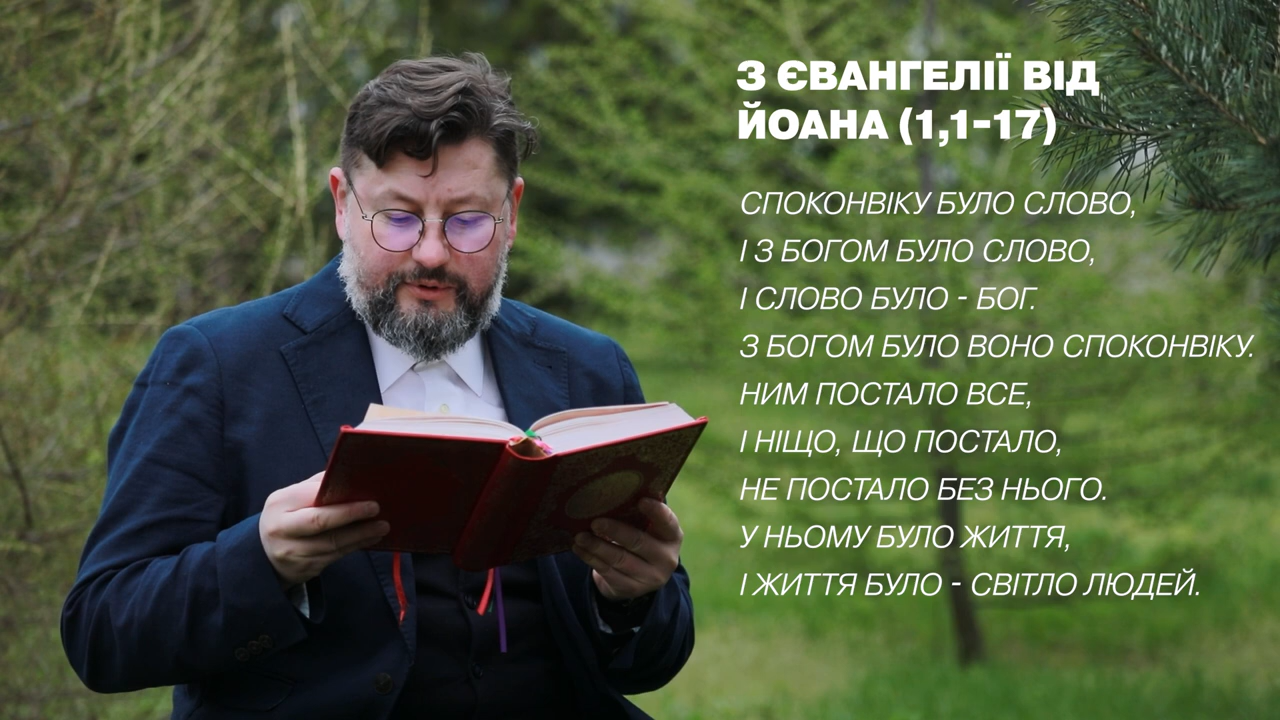 З ЄВАНГЕЛІЇ ВІД
ЙОАНА (1,1-17)
СПОКОНВІКУ БУЛО СЛОВО,
І З БОГОМ БУЛО СЛОВО,
І СЛОВО БУЛО - БОГ.
З БОГОМ БУЛО ВОНО СПОКОНВІКУ.
НИМ ПОСТАЛО ВСЕ,
І НІЩО, ЩО ПОСТАЛО,
НЕ ПОСТАЛО БЕЗ НЬОГО.
У НЬОМУ БУЛО ЖИТТЯ,
І ЖИТТЯ БУЛО - СВІТЛО ЛЮДЕЙ.